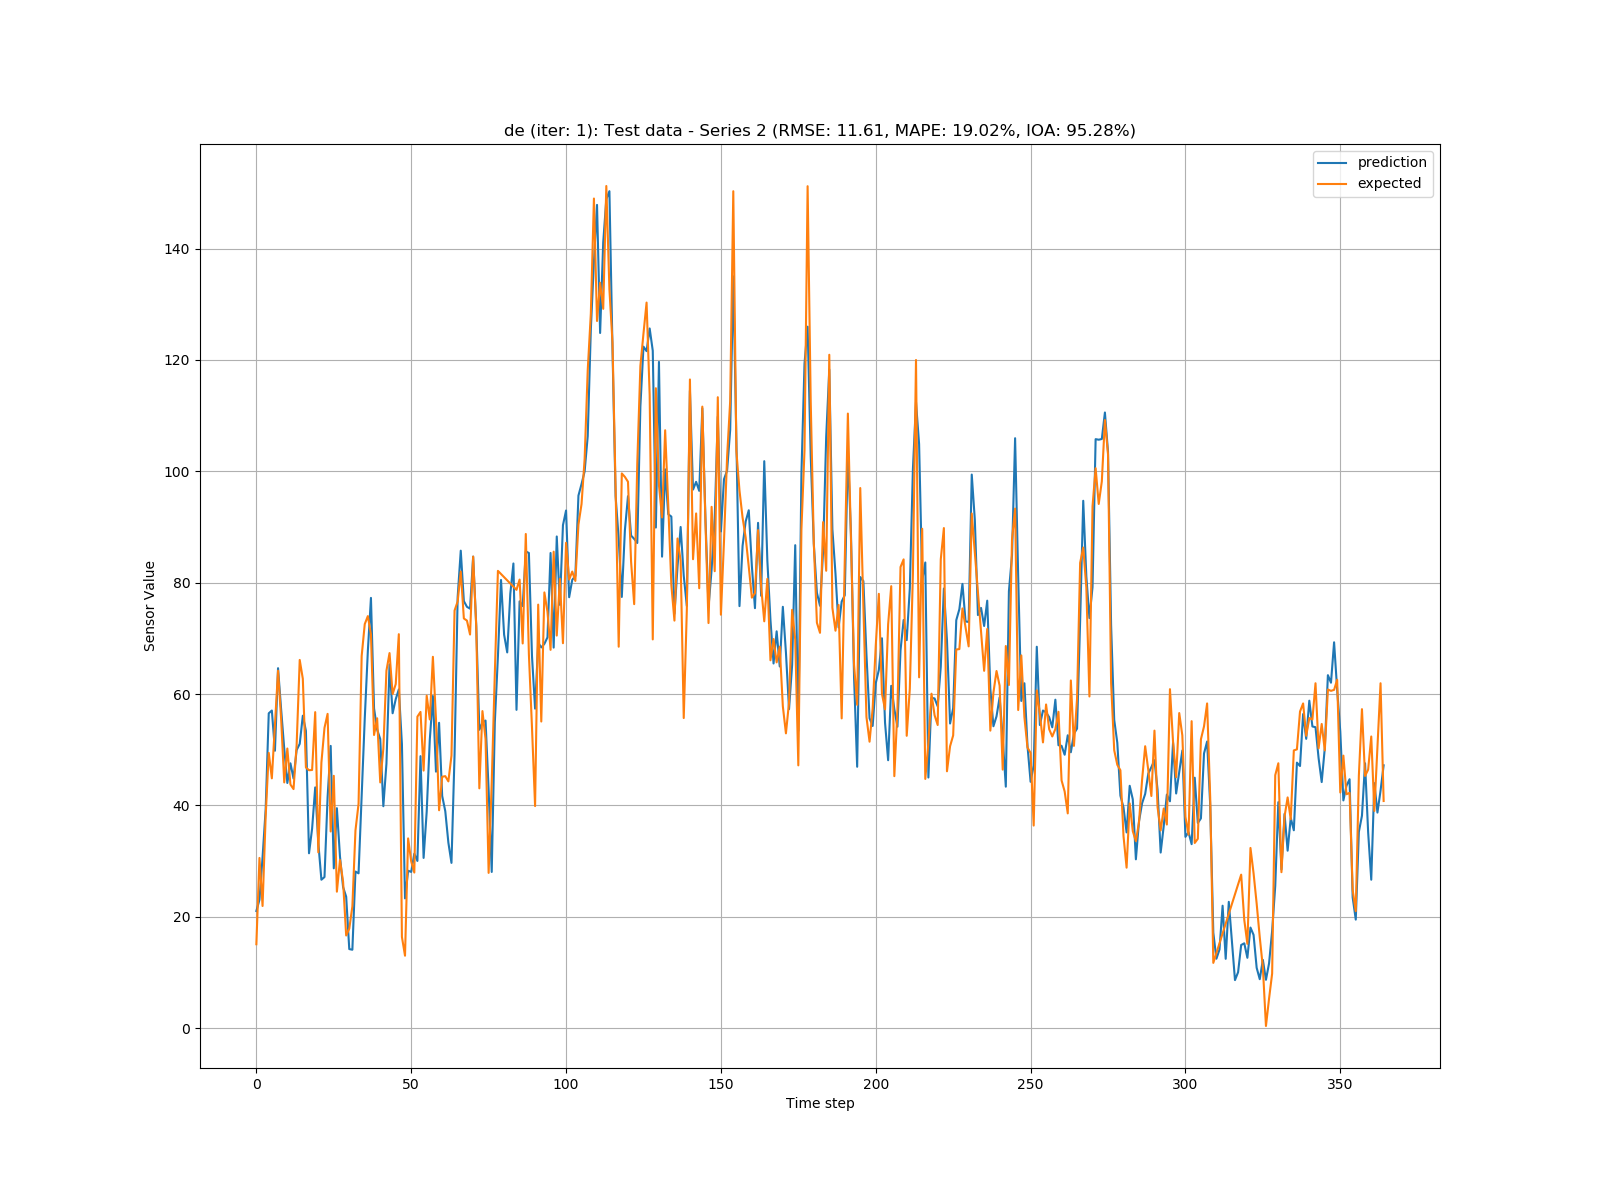 de (iter: 1): Test data - Series 2 (RMSE: 11.61, MAPE: 19.02%, IOA: 95.28%)
prediction
expected
Sensor Value
140
120
100
80
60
40
20
0
0 50 100 150 200 250 300 350
Time step